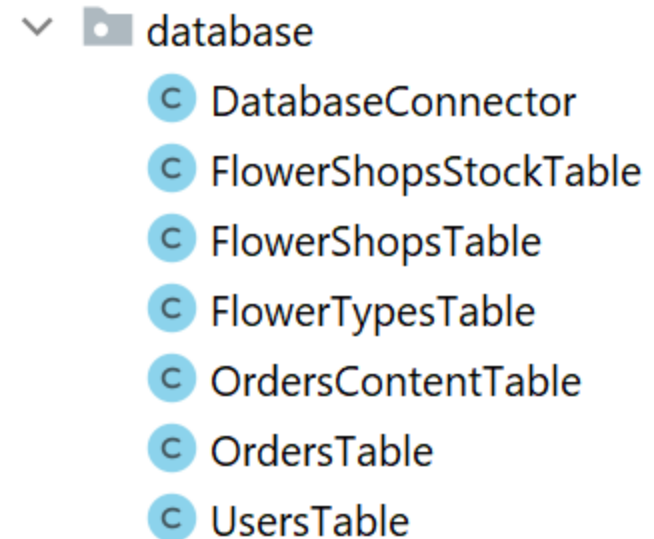 database
C DatabaseConnector
C FlowerShopsStockTable
C FlowerShopsTable
C FlowerTypesTable
C OrdersContentTable
C OrdersTable
C UsersTable